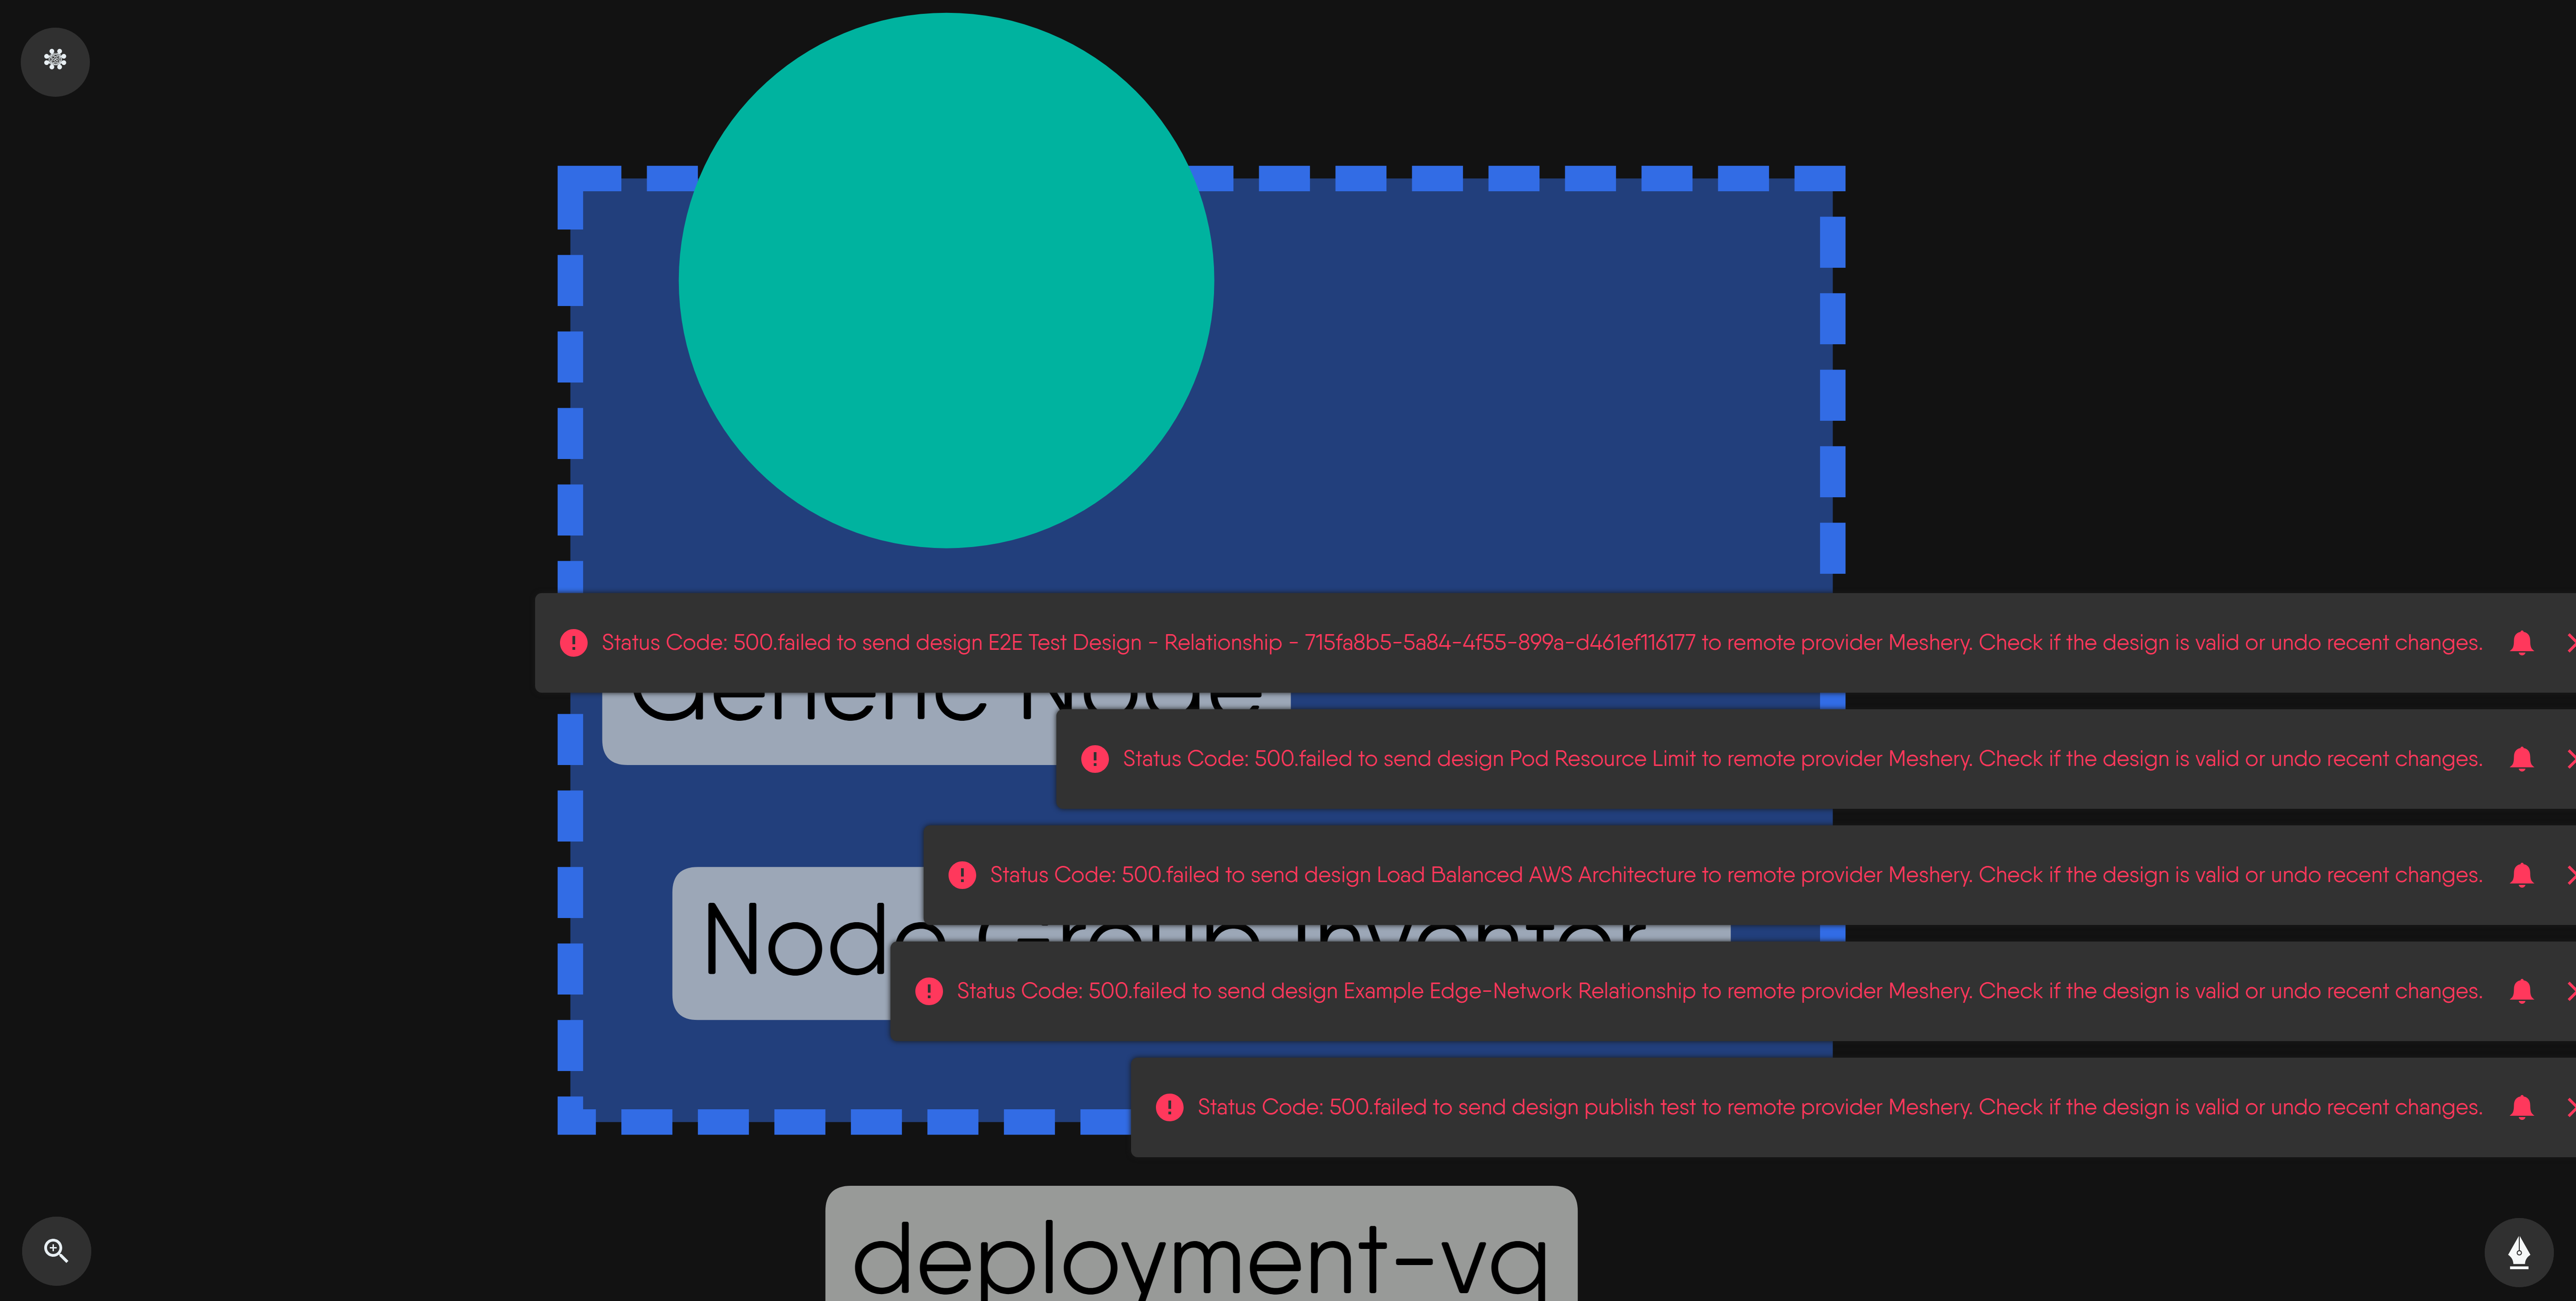 Status Code: 500.failed to send design E2E Test Design - Relationship - 715fa8b5-5a84-4f55-899a-d461ef116177 to remote provider Meshery. Check if the design is valid or undo recent changes.
Generic Node
Status Code: 500.failed to send design Pod Resource Limit to remote provider Meshery. Check if the design is valid or undo recent changes.
Status Code: 500.failed to send design Load Balanced AWS Architecture to remote provider Meshery. Check if the design is valid or undo recent changes.
Node Group Inventor
Status Code: 500.failed to send design Example Edge-Network Relationship to remote provider Meshery. Check if the design is valid or undo recent changes.
Status Code: 500.failed to send design publish test to remote provider Meshery. Check if the design is valid or undo recent changes.